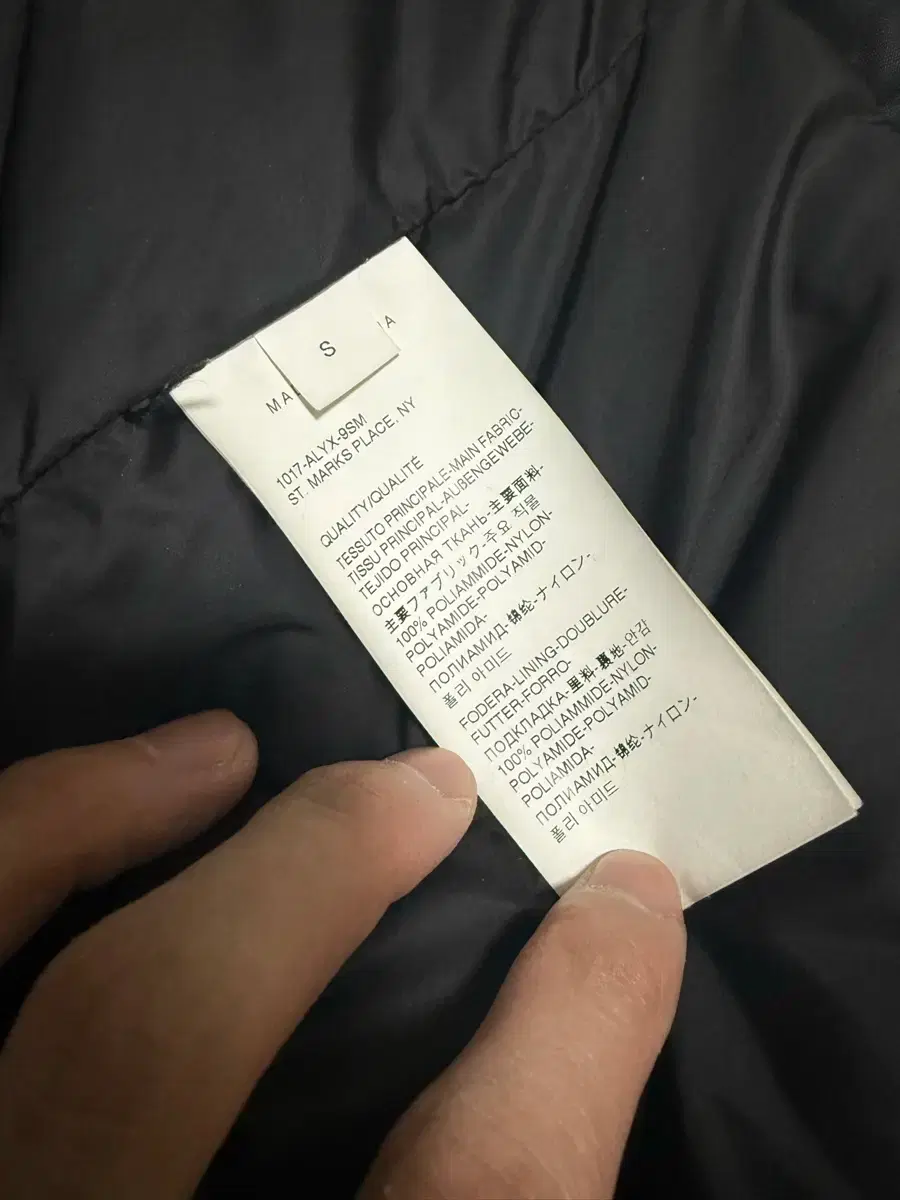 S
MA A
1017-ALYX-9SM
ST. MARKS PLACE, NY
QUALITY/QUALITÉ
TESSUTO PRINCIPALE-MAIN FABRIC-
TISSU PRINCIPAL-AUßENGEWEBE-
TEJIDO PRINCIPAL-
ОСНОВНАЯ ТКАНЬ-主要面料-
主要ファブリック-주요 직물
100% POLIAMMIDE-NYLON-
POLYAMIDE-POLYAMID-
POLIAMIDA-
ПОЛИАМИД-锦纶-ナイロン-
폴리 아미드
FODERA-LINING-DOUBLURE-
FUTTER-FORRO-
ПОДКЛАДКА-里料-裏地-안감
100% POLIAMMIDE-NYLON-
POLYAMIDE-POLYAMID-
POLIAMIDA-
ПОЛИАМИД-锦纶-ナイロン-
폴리 아미드